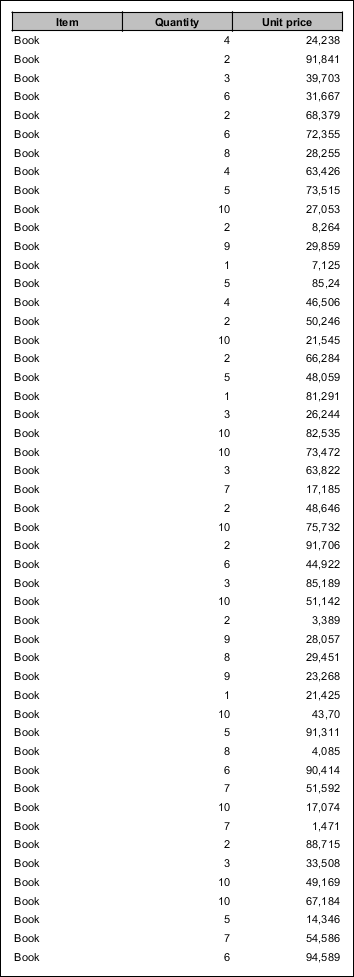 Item Quantity Unit price
Book 4 24,238
Book 2 91,841
Book 3 39,703
Book 6 31,667
Book 2 68,379
Book 6 72,355
Book 8 28,255
Book 4 63,426
Book 5 73,515
Book 10 27,053
Book 2 8,264
Book 9 29,859
Book 1 7,125
Book 5 85,24
Book 4 46,506
Book 2 50,246
Book 10 21,545
Book 2 66,284
Book 5 48,059
Book 1 81,291
Book 3 26,244
Book 10 82,535
Book 10 73,472
Book 3 63,822
Book 7 17,185
Book 2 48,646
Book 10 75,732
Book 2 91,706
Book 6 44,922
Book 3 85,189
Book 10 51,142
Book 2 3,389
Book 9 28,057
Book 8 29,451
Book 9 23,268
Book 1 21,425
Book 10 43,70
Book 5 91,311
Book 8 4,085
Book 6 90,414
Book 7 51,592
Book 10 17,074
Book 7 1,471
Book 2 88,715
Book 3 33,508
Book 10 49,169
Book 10 67,184
Book 5 14,346
Book 7 54,586
Book 6 94,589